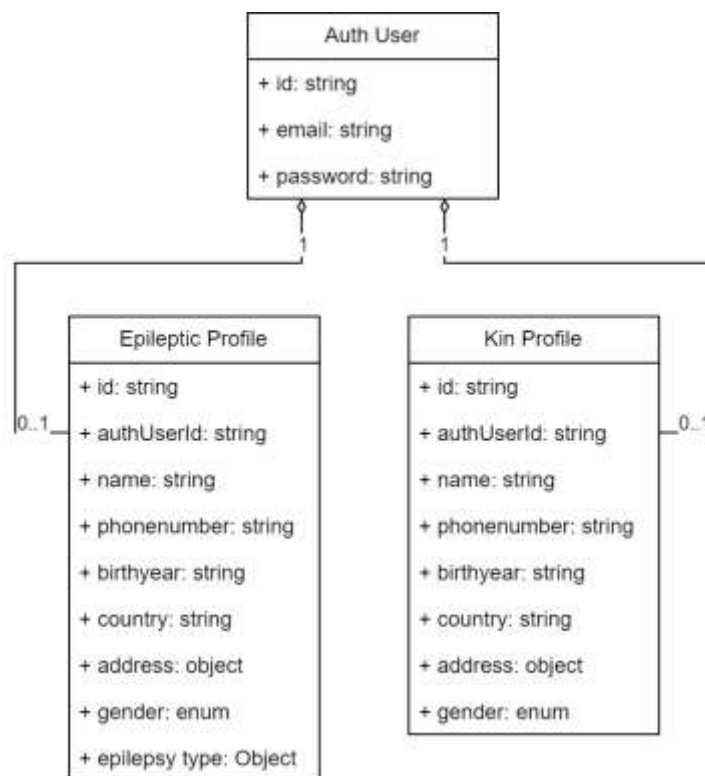 Auth User
+ id: string
+ email: string
+ password: string
1
1
Epileptic Profile
+ id: string
0..1
+ authUserId: string
+ name: string
+ phonenumber: string
+ birthyear: string
+ country: string
+ address: object
+ gender: enum
+ epilepsy type: Object
Kin Profile
+ id: string
+ authUserId: string
0..1
+ name: string
+ phonenumber: string
+ birthyear: string
+ country: string
+ address: object
+ gender: enum